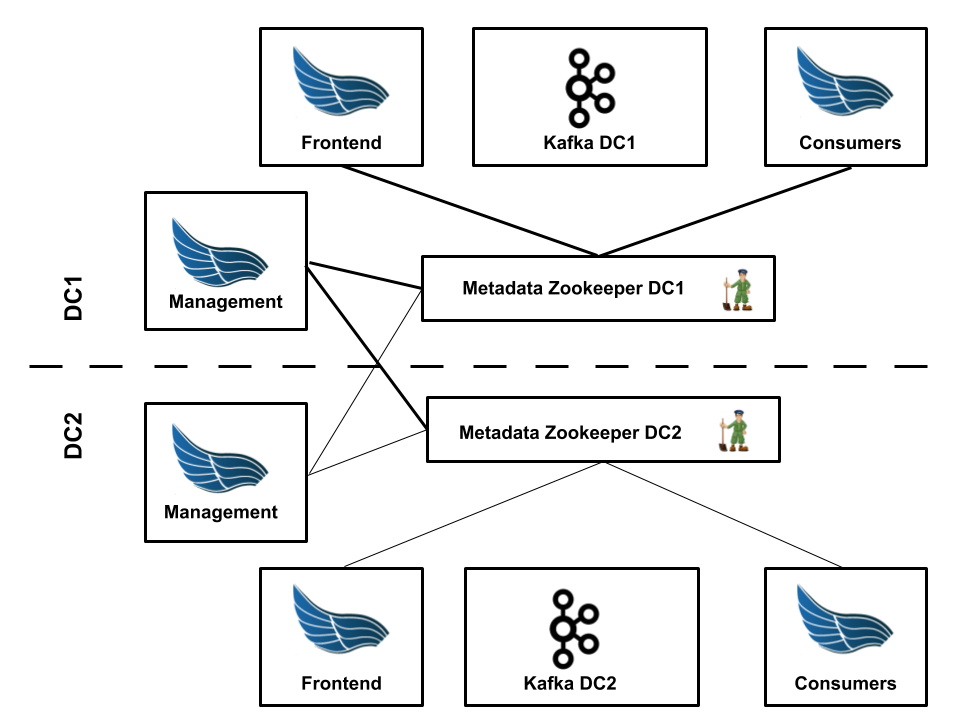 Frontend
Kafka DC1
Consumers
Management
Metadata Zookeeper DC1
DC1
DC2
Metadata Zookeeper DC2
Management
Frontend
Kafka DC2
Consumers